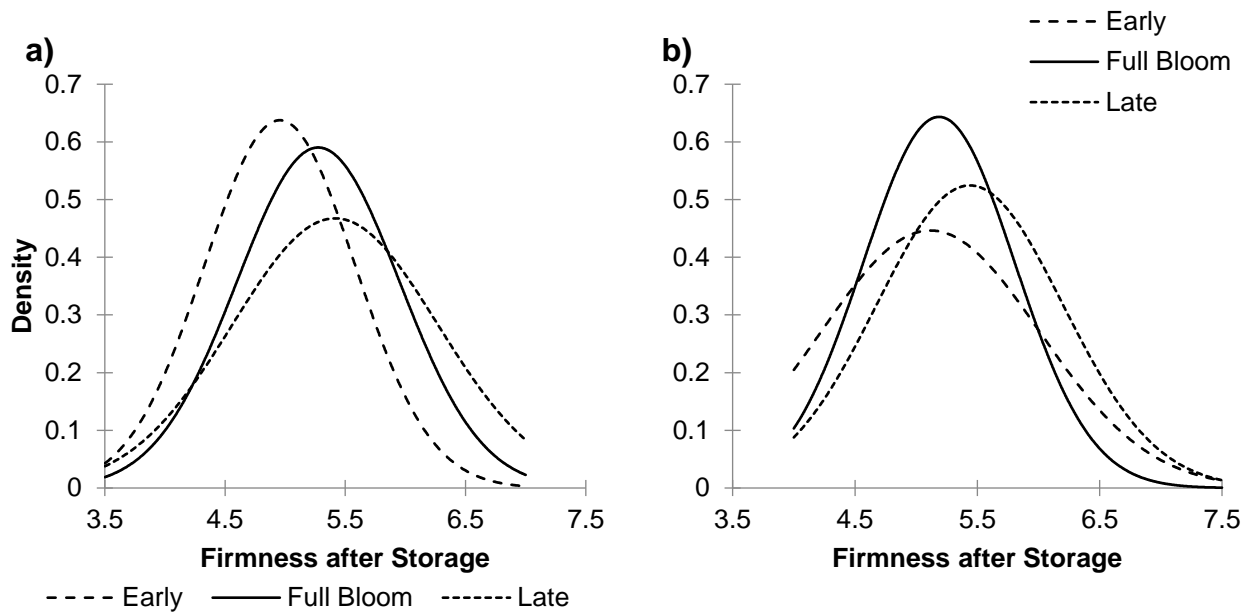 a)
0.7
0.6
0.5
0.4
0.3
0.2
0.1
0
Density
3.5 4.5 5.5 6.5 7.5
Firmness after Storage
Early Full Bloom Late
b)
Early
Full Bloom
Late
0.7
0.6
0.5
0.4
0.3
0.2
0.1
0
3.5 4.5 5.5 6.5 7.5
Firmness after Storage